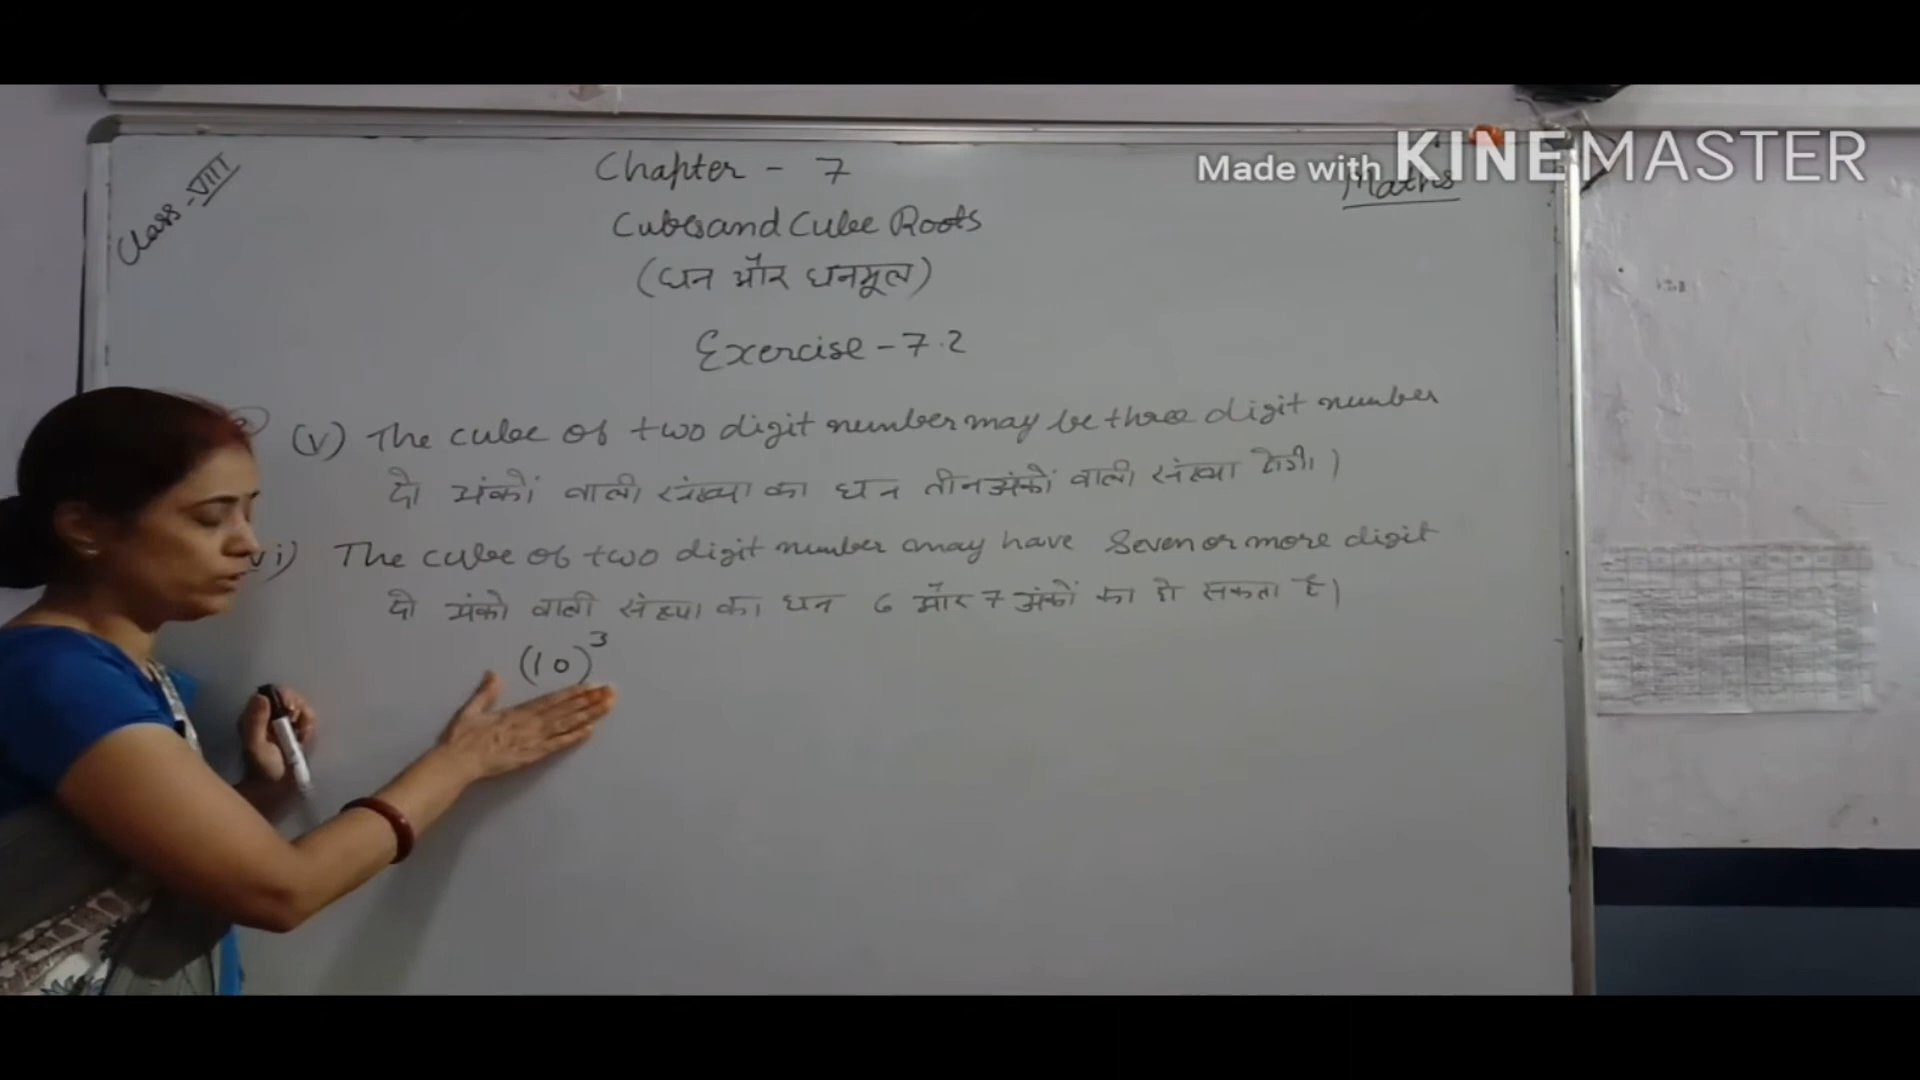 Made with KINEMASTER
Class - VIII
Chapter - 7
Maths
Cubes and Cube Roots
(घन और घनमूल)
Exercise - 7.2
(v) The cube of two digit number may be three digit number
दो अंकों वाली संख्या का घन तीन अंकों वाली संख्या होगी।)
vi) The cube of two digit number may have Seven or more digit
दो अंको वाली संख्या का घन 6 और 7 अंकों का हो सकता है।
(10)³